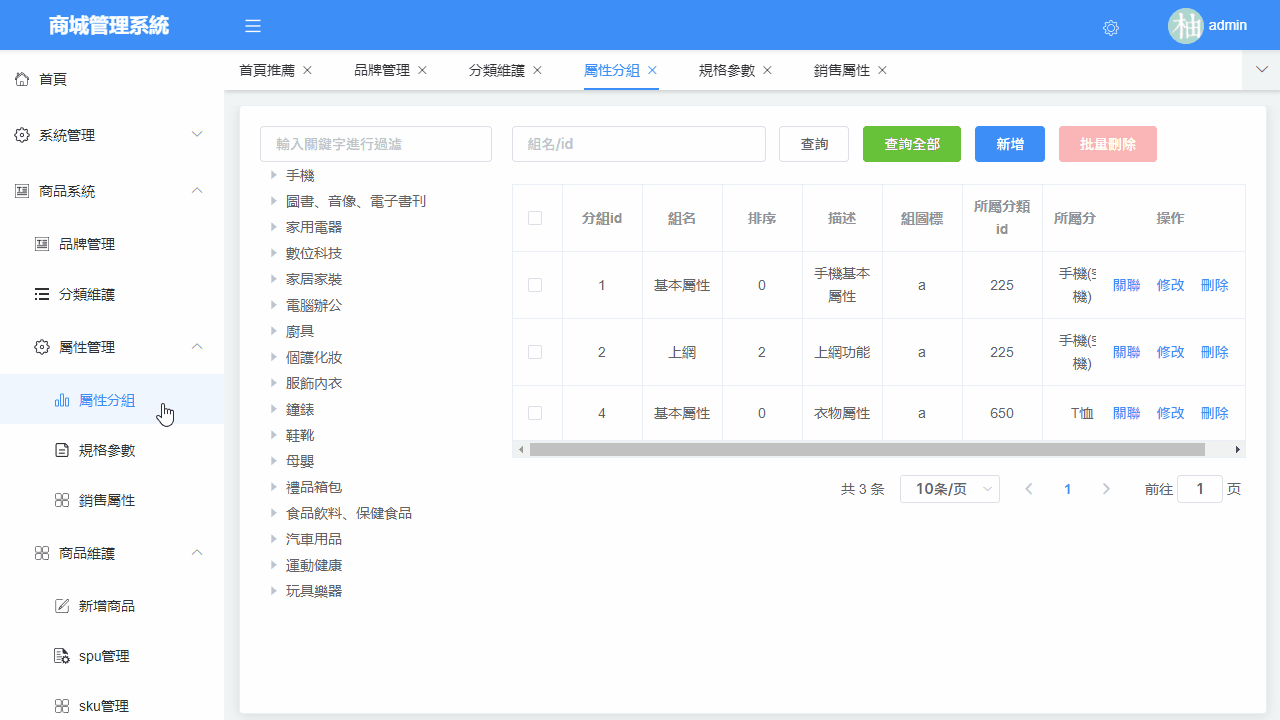 商城管理系統
柚 admin
首頁
系統管理
商品系統
品牌管理
分類維護
屬性管理
屬性分組
規格參數
銷售屬性
商品維護
新增商品
spu管理
sku管理
首頁推薦 品牌管理 分類維護 屬性分組 規格參數 銷售屬性
輸入關鍵字進行過濾
手機
圖書、音像、電子書刊
家用電器
數位科技
家居家裝
電腦辦公
廚具
個護化妝
服飾內衣
鐘錶
鞋靴
母嬰
禮品箱包
食品飲料、保健食品
汽車用品
運動健康
玩具樂器
組名/id 查詢 查詢全部 新增 批量刪除
分組id 組名 排序 描述 組圖標 所屬分類id 所屬分 操作
1 基本屬性 0 手機基本屬性 a 225 手機( 機) 關聯 修改 刪除
2 上網 2 上網功能 a 225 手機( 機) 關聯 修改 刪除
4 基本屬性 0 衣物屬性 a 650 T恤 關聯 修改 刪除
共 3 条 10条/页 1 前往 1 页